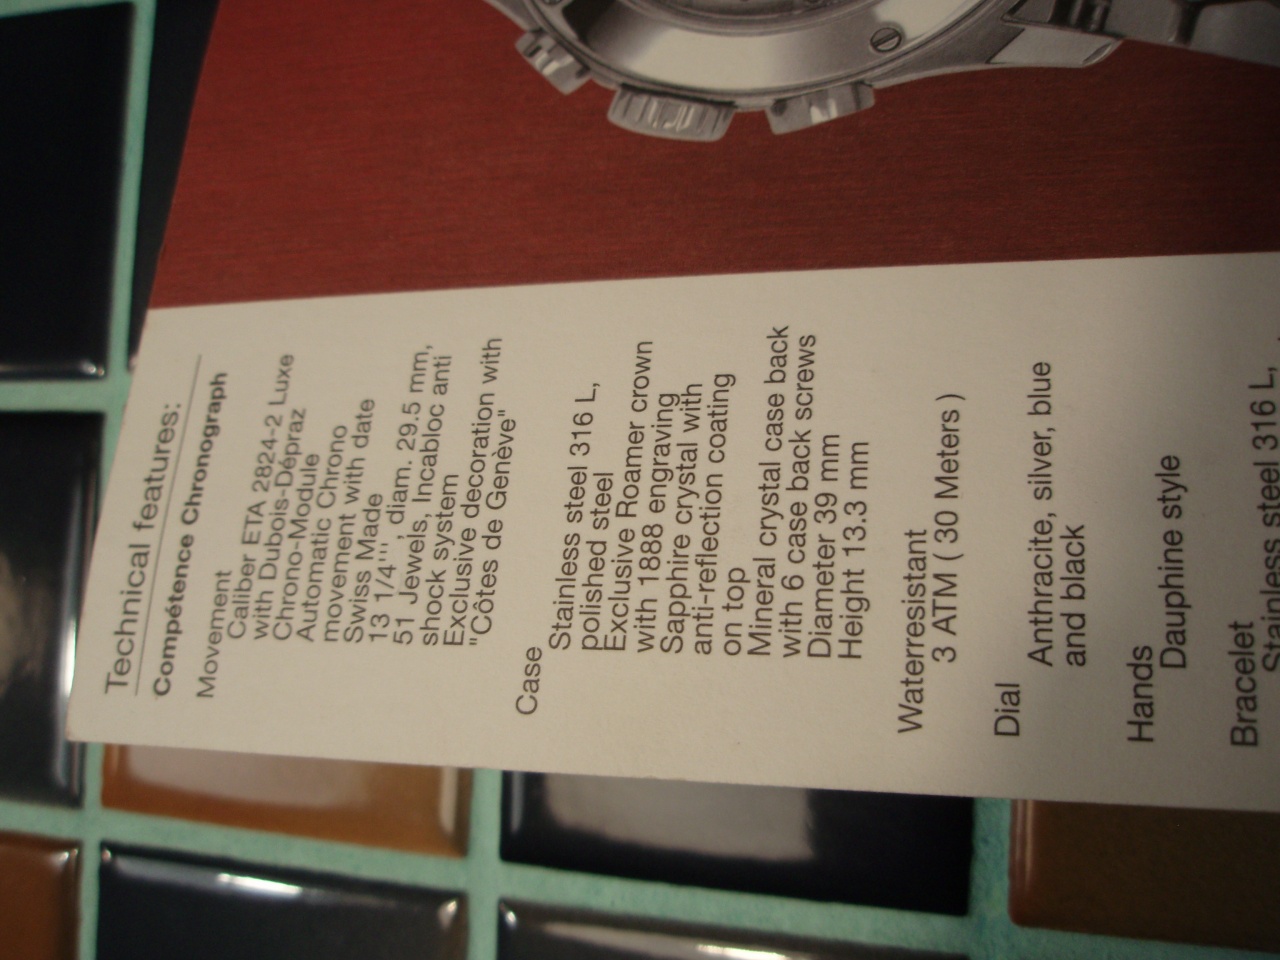 Technical features:
Compétence Chronograph
Movement
Caliber ETA 2824-2 Luxe
with Dubois-Dépraz
Chrono-Module
Automatic Chrono
movement with date
Swiss Made
13 1/4''' , diam. 29.5 mm,
51 Jewels, Incabloc anti
shock system
Exclusive decoration with
"Côtes de Genève"
Case
Stainless steel 316 L,
polished steel
Exclusive Roamer crown
with 1888 engraving
Sapphire crystal with
anti-reflection coating
on top
Mineral crystal case back
with 6 case back screws
Diameter 39 mm
Height 13.3 mm
Waterresistant
3 ATM ( 30 Meters )
Dial
Anthracite, silver, blue
and black
Hands
Dauphine style
Bracelet
Stainless steel 316 L,